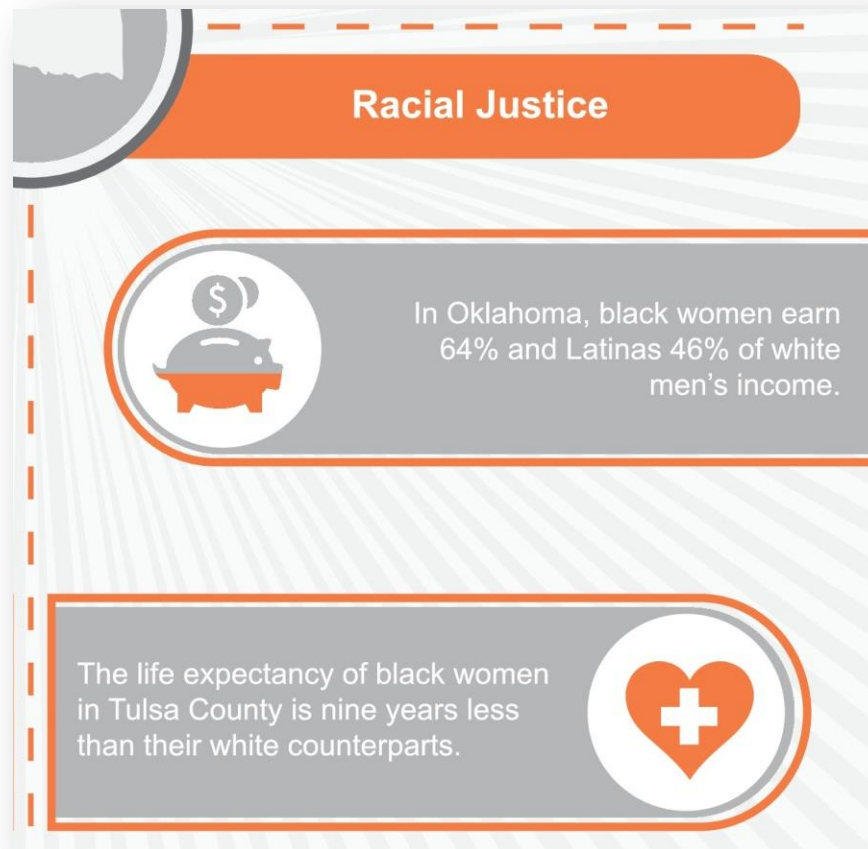 Racial Justice
$
In Oklahoma, black women earn
64% and Latinas 46% of white
men's income.
The life expectancy of black women
in Tulsa County is nine years less
than their white counterparts.